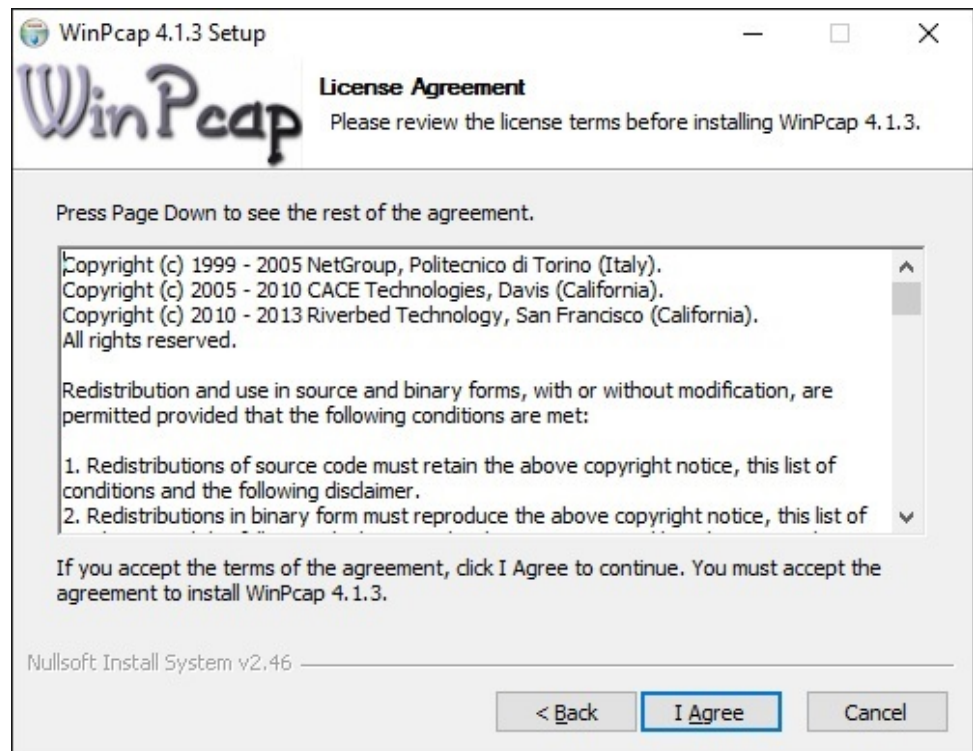 WinPcap 4.1.3 Setup
WinPcap
License Agreement
Please review the license terms before installing WinPcap 4.1.3.
Press Page Down to see the rest of the agreement.
Copyright (c) 1999 - 2005 NetGroup, Politecnico di Torino (Italy).
Copyright (c) 2005 - 2010 CACE Technologies, Davis (California).
Copyright (c) 2010 - 2013 Riverbed Technology, San Francisco (California).
All rights reserved.
Redistribution and use in source and binary forms, with or without modification, are
permitted provided that the following conditions are met:
1. Redistributions of source code must retain the above copyright notice, this list of
conditions and the following disclaimer.
2. Redistributions in binary form must reproduce the above copyright notice, this list of
If you accept the terms of the agreement, click I Agree to continue. You must accept the
agreement to install WinPcap 4.1.3.
Nullsoft Install System v2.46
< Back
I Agree
Cancel